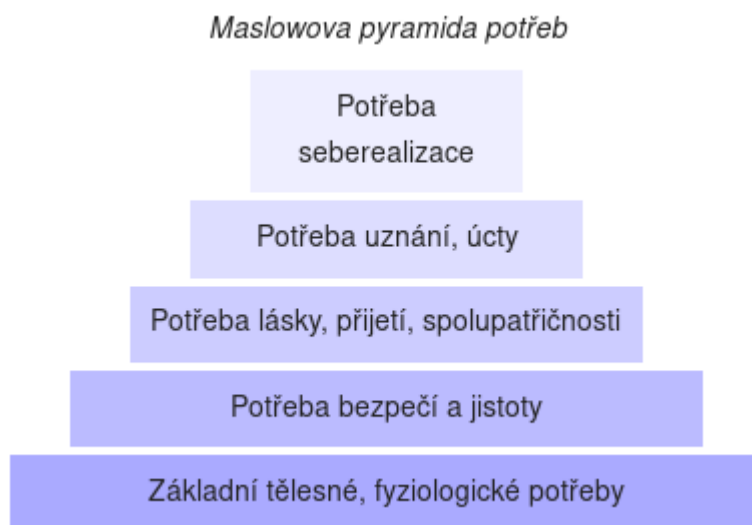 Maslowova pyramida potřeb
Potřeba
seberealizace
Potřeba uznání, úcty
Potřeba lásky, přijetí, spolupatřičnosti
Potřeba bezpečí a jistoty
Základní tělesné, fyziologické potřeby